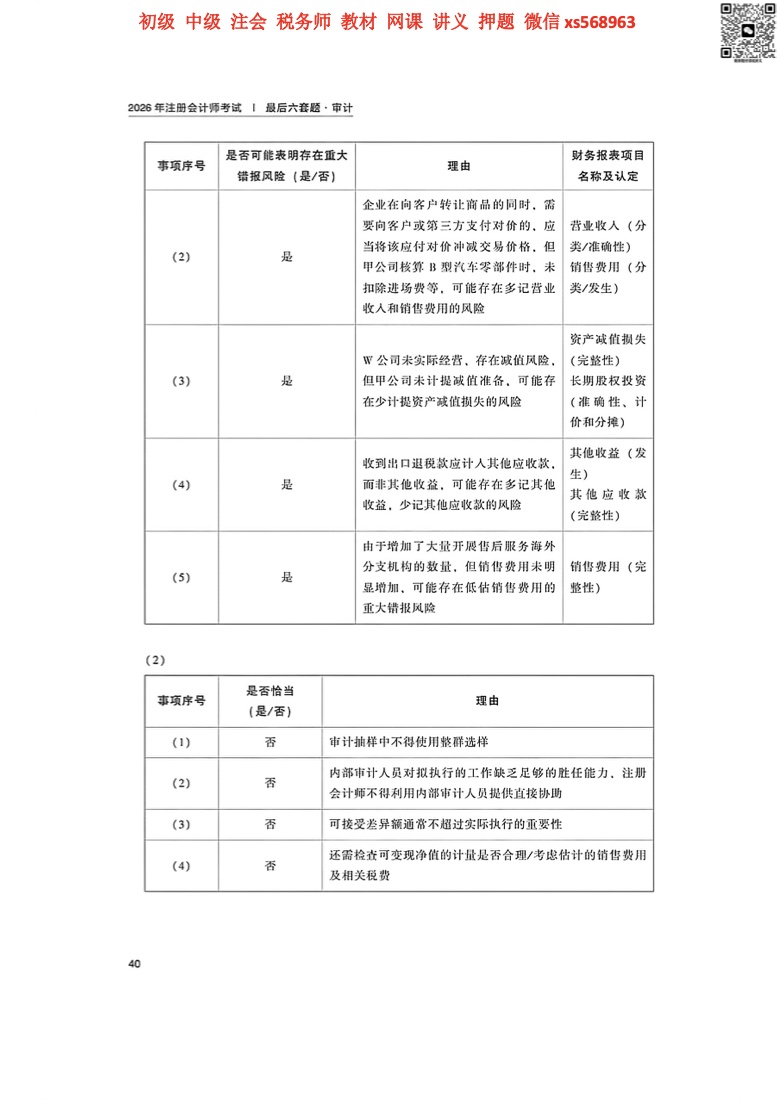 初级 中级 注会 税务师 教材 网课 讲义 押题 微信 xs568963
2026 年注册会计师考试 | 最后六套题·审计
事项序号
是否可能表明存在重大
错报风险（是/否）
理由
财务报表项目
名称及认定
（2）
是
企业在向客户转让商品的同时，需
要向客户或第三方支付对价的，应
当将该应付对价冲减交易价格，但
甲公司核算 B 型汽车零部件时，未
扣除进场费等，可能存在多记营业
收入和销售费用的风险
营业收入（分
类/准确性）
销售费用（分
类/发生）
（3）
是
W 公司未实际经营、存在减值风险，
但甲公司未计提减值准备，可能存
在少计提资产减值损失的风险
资产减值损失
（完整性）
长期股权投资
（准确性、计
价和分摊）
（4）
是
收到出口退税款应计入其他应收款，
而非其他收益，可能存在多记其他
收益，少记其他应收款的风险
其他收益（发
生）
其他应收款
（完整性）
（5）
是
由于增加了大量开展售后服务海外
分支机构的数量，但销售费用未明
显增加，可能存在低估销售费用的
重大错报风险
销售费用（完
整性）
（2）
事项序号
是否恰当
（是/否）
理由
（1）
否
审计抽样中不得使用整群选样
（2）
否
内部审计人员对拟执行的工作缺乏足够的胜任能力，注册
会计师不得利用内部审计人员提供直接协助
（3）
否
可接受差异额通常不超过实际执行的重要性
（4）
否
还需检查可变现净值的计量是否合理/考虑估计的销售费用
及相关税费
40